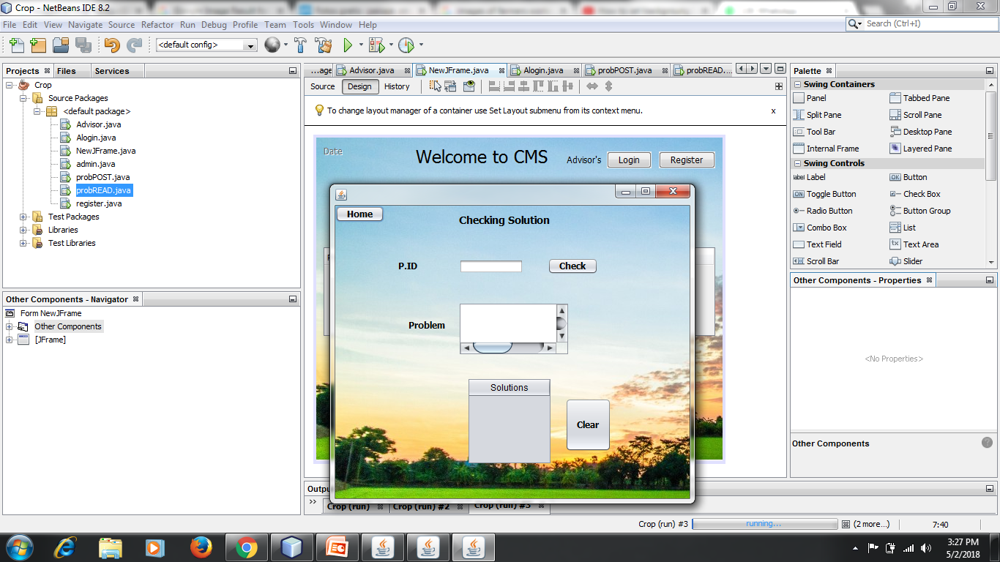 Crop - NetBeans IDE 8.2
File Edit View Navigate Source Refactor Run Debug Profile Team Tools Window Help
Search (Ctrl+I)
<default config>
Projects Files Services
Crop
Source Packages
<default package>
Advisor.java
Alogin.java
NewJFrame.java
admin.java
probPOST.java
probREAD.java
register.java
Test Packages
Libraries
Test Libraries
Other Components - Navigator
Form NewJFrame
Other Components
[JFrame]
...age Advisor.java NewJFrame.java Alogin.java probPOST.java probREAD....
Source Design History
To change layout manager of a container use Set Layout submenu from its context menu. x
Date
Welcome to CMS Advisor's Login Register
Home
Checking Solution
P.ID Check
Problem
Solutions
Clear
Crop (run) Crop (run) #2 Crop (run) #3
Palette
Swing Containers
Panel Tabbed Pane
Split Pane Scroll Pane
Tool Bar Desktop Pane
Internal Frame Layered Pane
Swing Controls
Label OK Button
ON Toggle Button Check Box
Radio Button Button Group
Combo Box List
Text Field Text Area
Scroll Bar Slider
Other Components - Properties
<No Properties>
Other Components
Crop (run) #3 running... (2 more...) 7:40
3:27 PM
5/2/2018